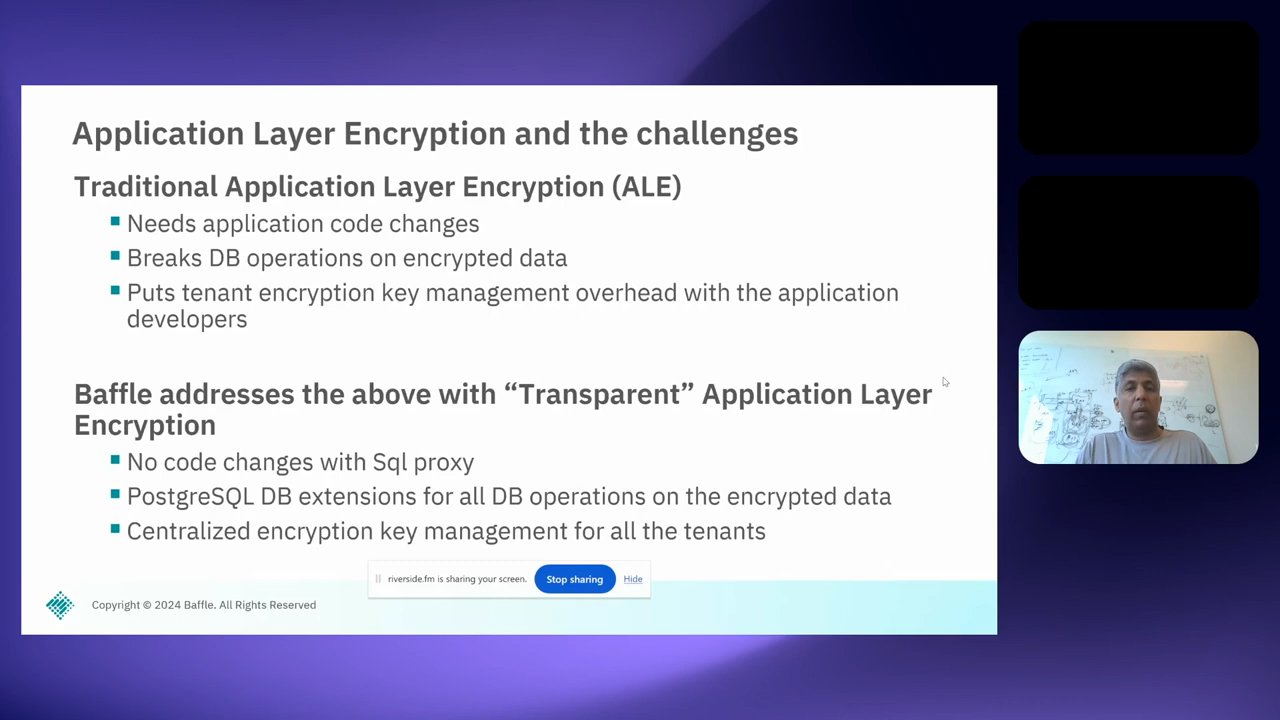 Application Layer Encryption and the challenges
Traditional Application Layer Encryption (ALE)
Needs application code changes
Breaks DB operations on encrypted data
Puts tenant encryption key management overhead with the application
developers
Baffle addresses the above with “Transparent” Application Layer
Encryption
No code changes with Sql proxy
PostgreSQL DB extensions for all DB operations on the encrypted data
Centralized encryption key management for all the tenants
riverside.fm is sharing your screen. Stop sharing Hide
Copyright © 2024 Baffle. All Rights Reserved